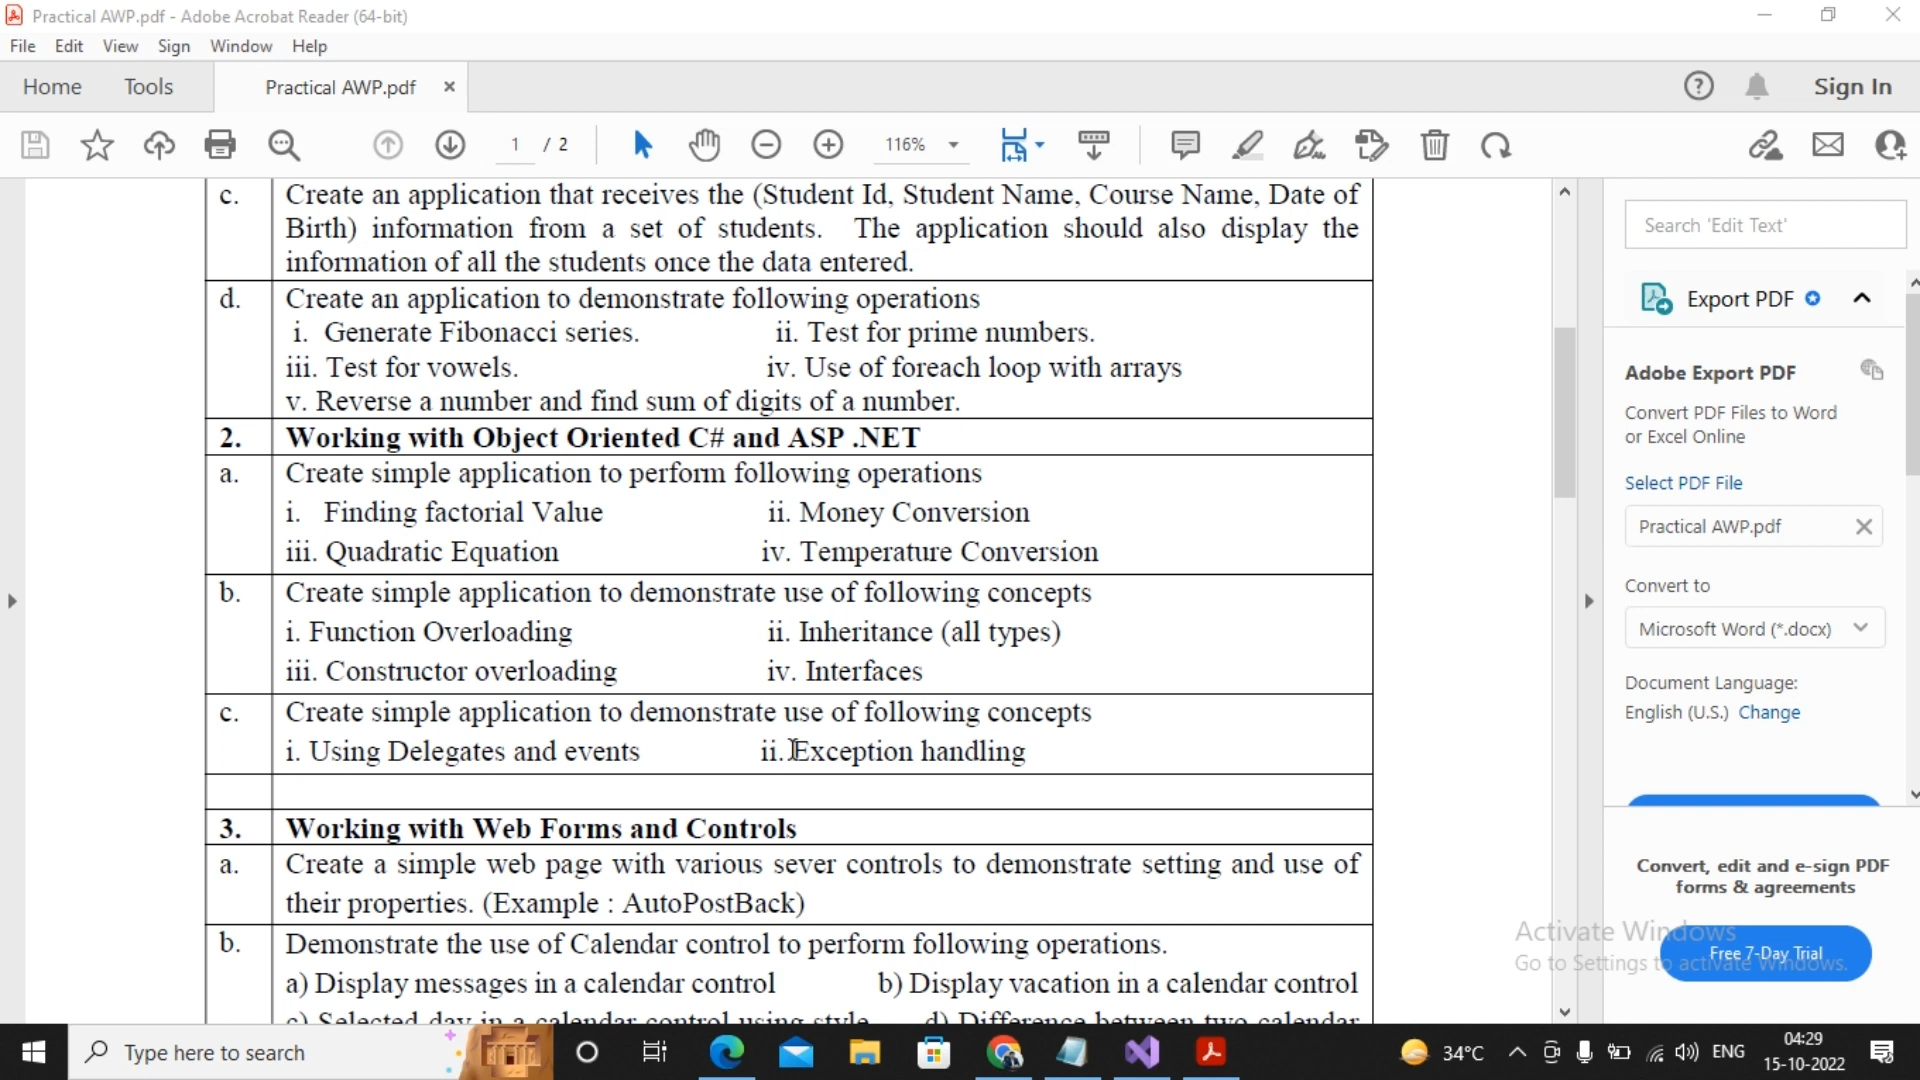 Practical AWP.pdf - Adobe Acrobat Reader (64-bit)
File Edit View Sign Window Help
Home Tools Practical AWP.pdf × Sign In
1 / 2 116%
c. Create an application that receives the (Student Id, Student Name, Course Name, Date of
Birth) information from a set of students. The application should also display the
information of all the students once the data entered.
d. Create an application to demonstrate following operations
i. Generate Fibonacci series. ii. Test for prime numbers.
iii. Test for vowels. iv. Use of foreach loop with arrays
v. Reverse a number and find sum of digits of a number.
2. Working with Object Oriented C# and ASP .NET
a. Create simple application to perform following operations
i. Finding factorial Value ii. Money Conversion
iii. Quadratic Equation iv. Temperature Conversion
b. Create simple application to demonstrate use of following concepts
i. Function Overloading ii. Inheritance (all types)
iii. Constructor overloading iv. Interfaces
c. Create simple application to demonstrate use of following concepts
i. Using Delegates and events ii. Exception handling
3. Working with Web Forms and Controls
a. Create a simple web page with various sever controls to demonstrate setting and use of
their properties. (Example : AutoPostBack)
b. Demonstrate the use of Calendar control to perform following operations.
a) Display messages in a calendar control b) Display vacation in a calendar control
c) Selected day in a calendar control using style d) Difference between two calendar
Search 'Edit Text'
Export PDF
Adobe Export PDF
Convert PDF Files to Word
or Excel Online
Select PDF File
Practical AWP.pdf
Convert to
Microsoft Word (*.docx)
Document Language:
English (U.S.) Change
Convert, edit and e-sign PDF
forms & agreements
Free 7-Day Trial
Activate Windows
Go to Settings to activate Windows.
Type here to search
34°C ENG
04:29
15-10-2022